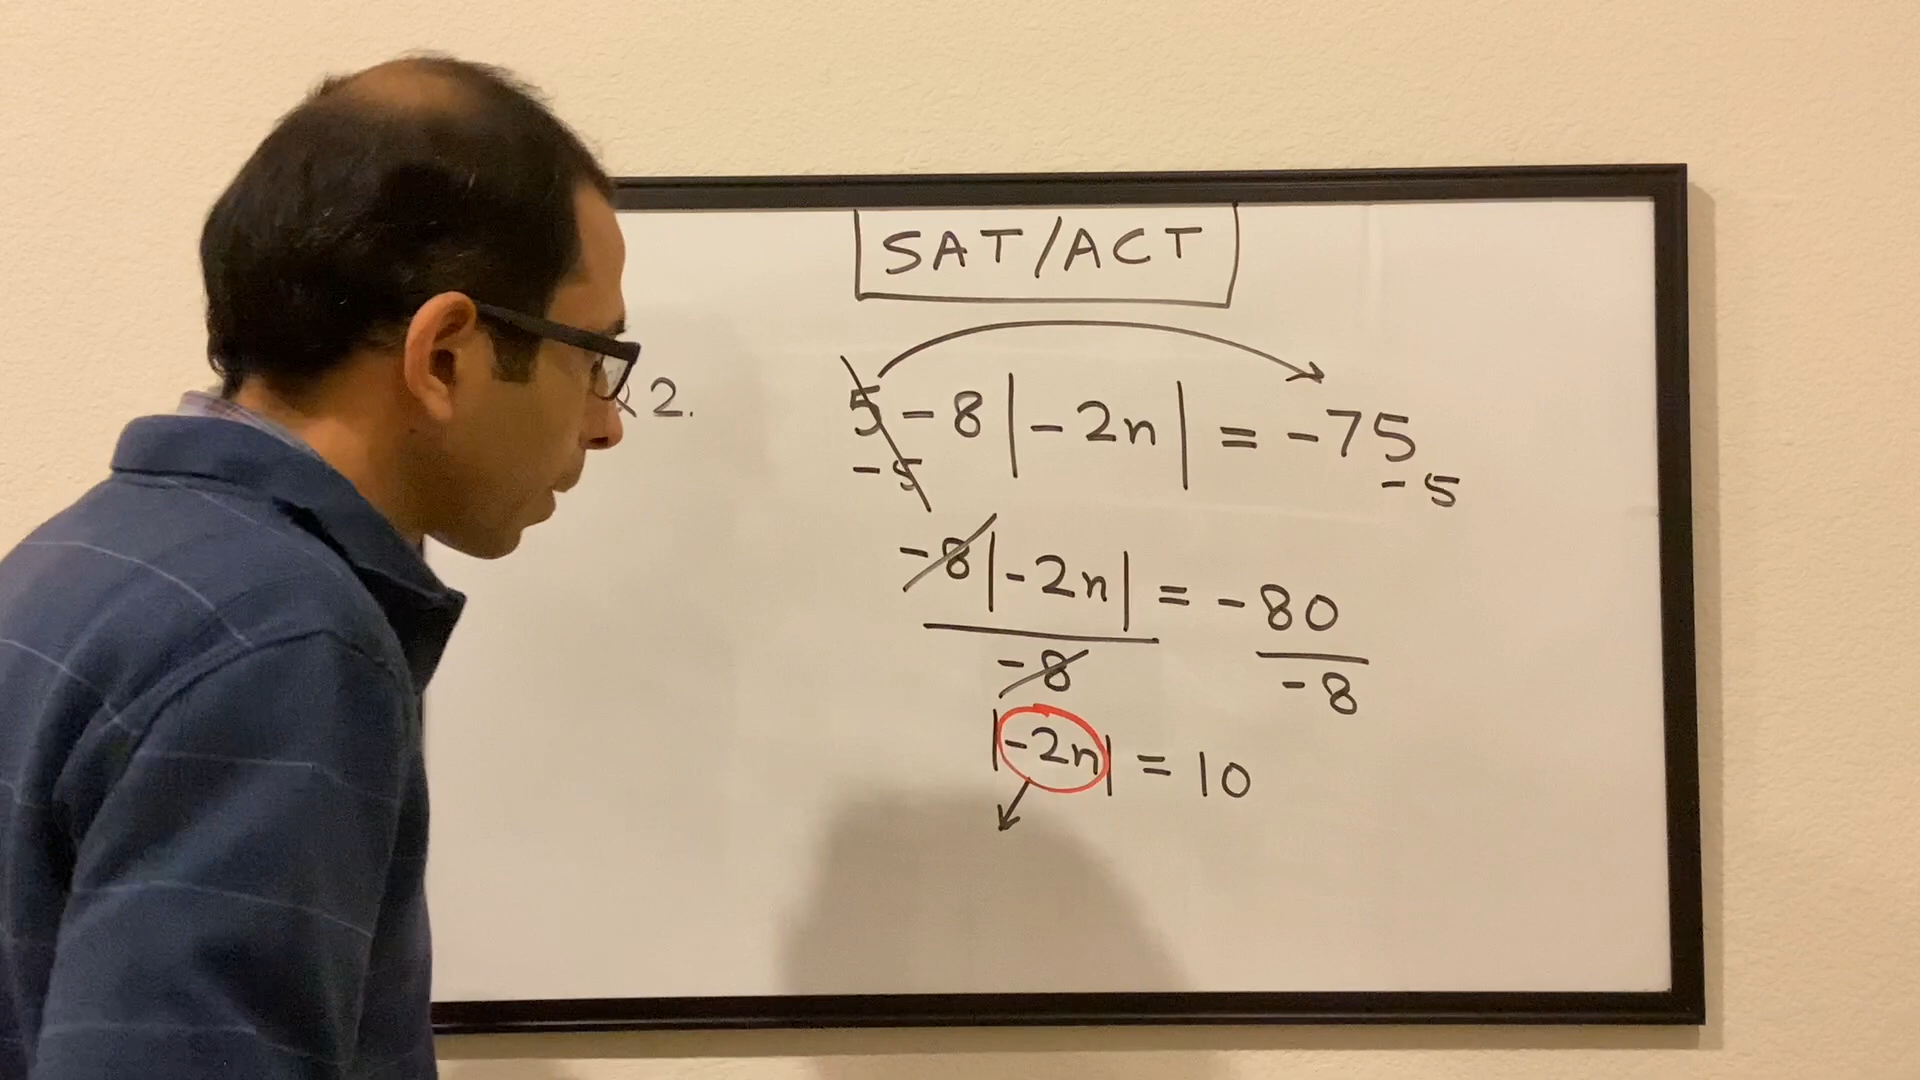 SAT/ACT
2. 5-8|-2n| = -75
-5 -5
-8|-2n| = -80
-8 -8
|-2n| = 10